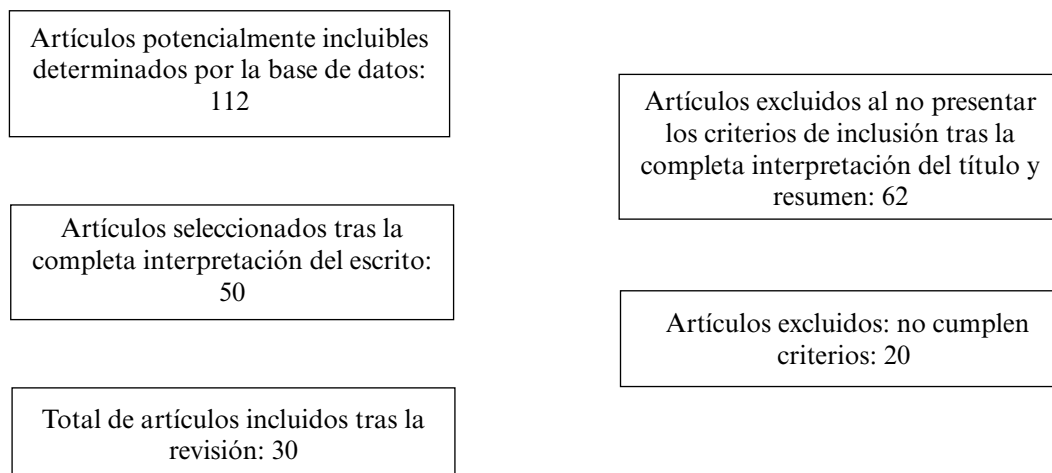 Artículos potencialmente incluibles
determinados por la base de datos:
112
Artículos excluidos al no presentar
los criterios de inclusión tras la
completa interpretación del título y
resumen: 62
Artículos seleccionados tras la
completa interpretación del escrito:
50
Artículos excluidos: no cumplen
criterios: 20
Total de artículos incluidos tras la
revisión: 30